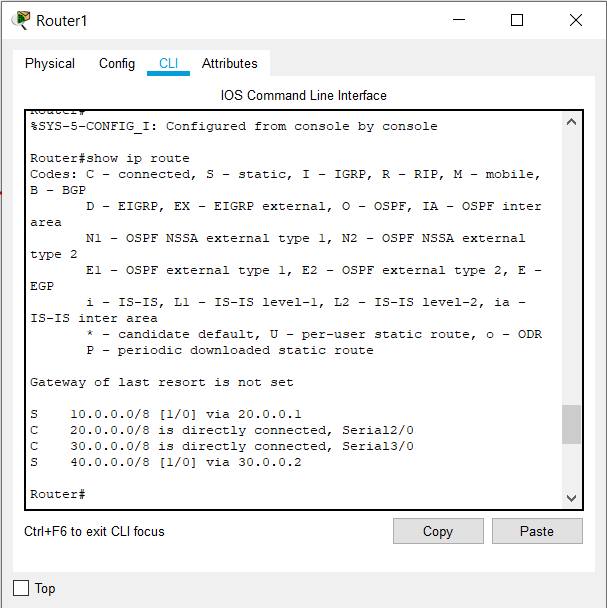 Router1
Physical Config CLI Attributes
IOS Command Line Interface
Router#
%SYS-5-CONFIG_I: Configured from console by console
Router#show ip route
Codes: C - connected, S - static, I - IGRP, R - RIP, M - mobile,
B - BGP
D - EIGRP, EX - EIGRP external, O - OSPF, IA - OSPF inter
area
N1 - OSPF NSSA external type 1, N2 - OSPF NSSA external
type 2
E1 - OSPF external type 1, E2 - OSPF external type 2, E -
EGP
i - IS-IS, L1 - IS-IS level-1, L2 - IS-IS level-2, ia -
IS-IS inter area
* - candidate default, U - per-user static route, o - ODR
P - periodic downloaded static route
Gateway of last resort is not set
S 10.0.0.0/8 [1/0] via 20.0.0.1
C 20.0.0.0/8 is directly connected, Serial2/0
C 30.0.0.0/8 is directly connected, Serial3/0
S 40.0.0.0/8 [1/0] via 30.0.0.2
Router#
Ctrl+F6 to exit CLI focus Copy Paste
Top